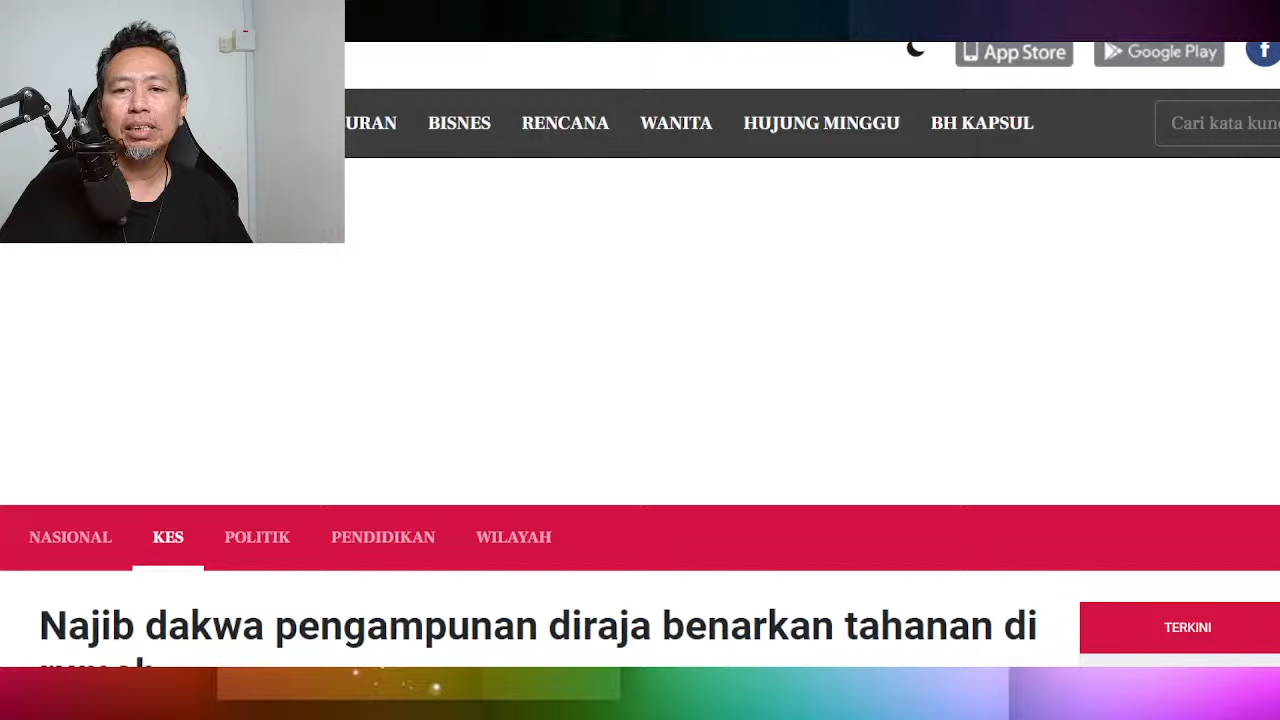 App Store
Google Play
f
URAN BISNES RENCANA WANITA HUJUNG MINGGU BH KAPSUL
Cari kata kun
NASIONAL KES POLITIK PENDIDIKAN WILAYAH
Najib dakwa pengampunan diraja benarkan tahanan di
TERKINI